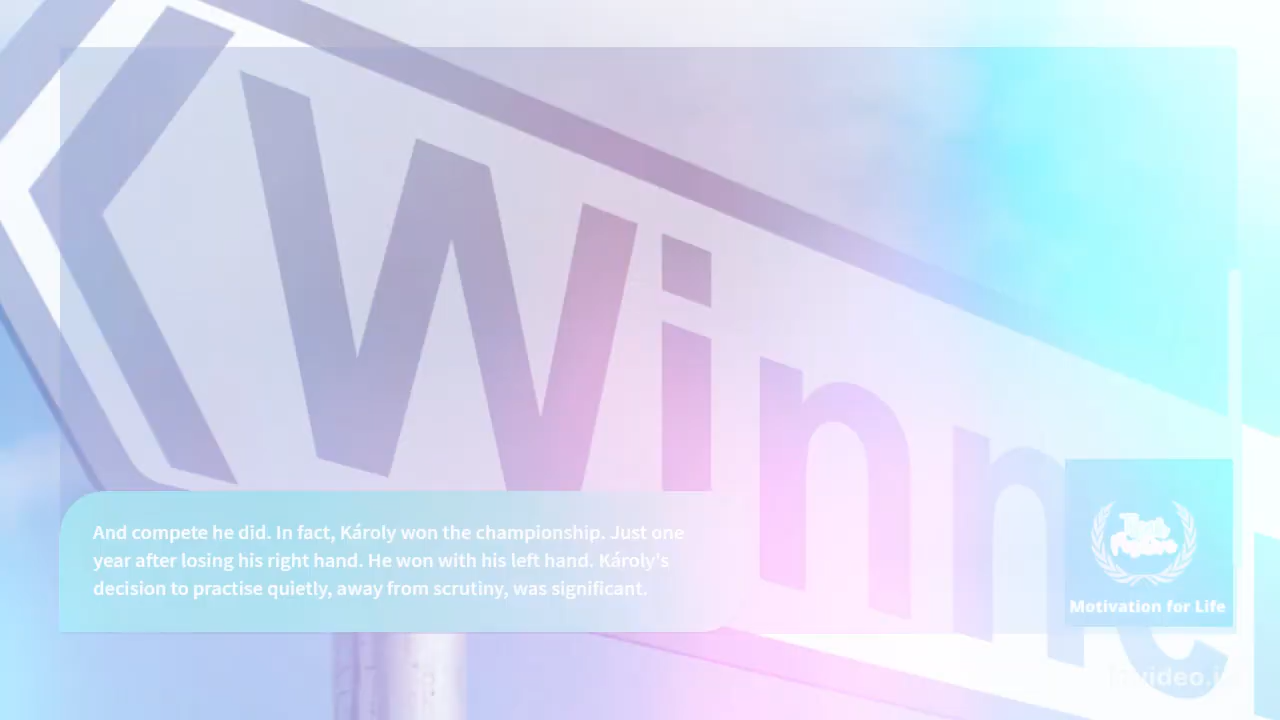 Winne
And compete he did. In fact, Károly won the championship. Just one
year after losing his right hand. He won with his left hand. Károly's
decision to practise quietly, away from scrutiny, was significant.
Motivation for Life